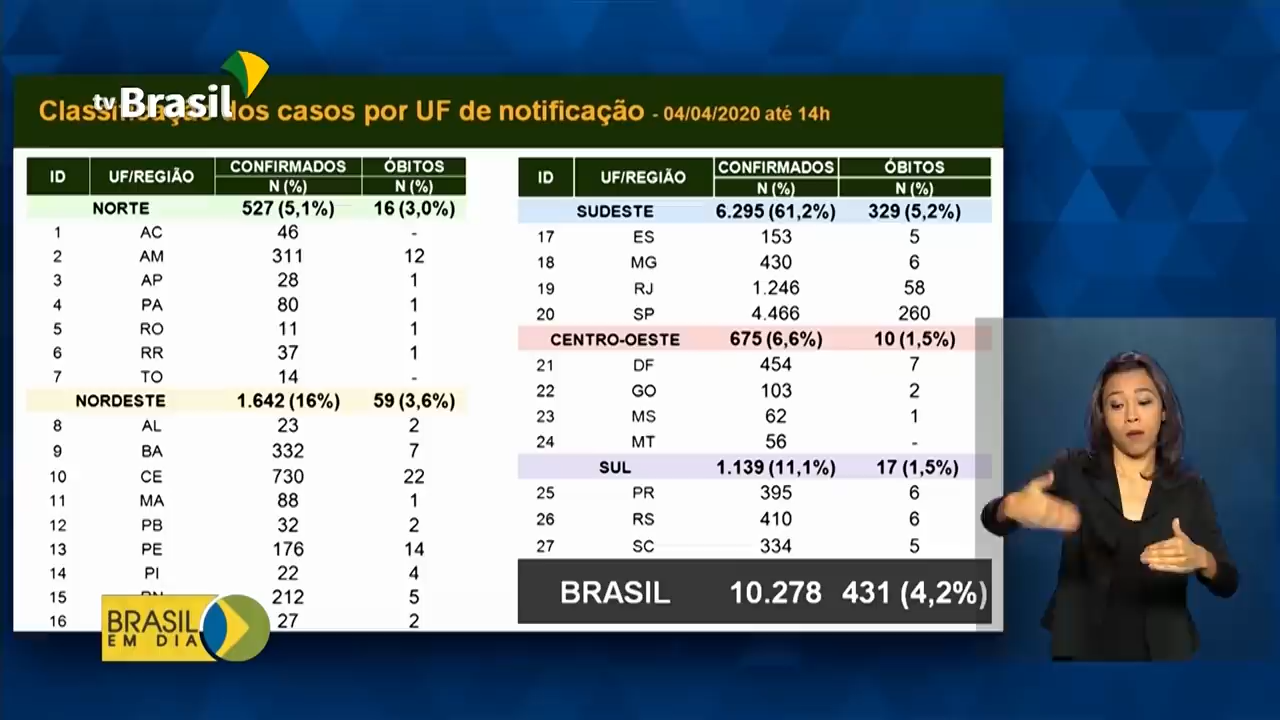 tv Brasil
dos casos por UF de notificação - 04/04/2020 até 14h
ID UF/REGIÃO CONFIRMADOS ÓBITOS
N (%) N (%)
NORTE 527 (5,1%) 16 (3,0%)
1 AC 46 -
2 AM 311 12
3 AP 28 1
4 PA 80 1
5 RO 11 1
6 RR 37 1
7 TO 14 -
NORDESTE 1.642 (16%) 59 (3,6%)
8 AL 23 2
9 BA 332 7
10 CE 730 22
11 MA 88 1
12 PB 32 2
13 PE 176 14
14 PI 22 4
15 212 5
16 27 2
ID UF/REGIÃO CONFIRMADOS ÓBITOS
N (%) N (%)
SUDESTE 6.295 (61,2%) 329 (5,2%)
17 ES 153 5
18 MG 430 6
19 RJ 1.246 58
20 SP 4.466 260
CENTRO-OESTE 675 (6,6%) 10 (1,5%)
21 DF 454 7
22 GO 103 2
23 MS 62 1
24 MT 56 -
SUL 1.139 (11,1%) 17 (1,5%)
25 PR 395 6
26 RS 410 6
27 SC 334 5
BRASIL 10.278 431 (4,2%)
BRASIL
EM DIA